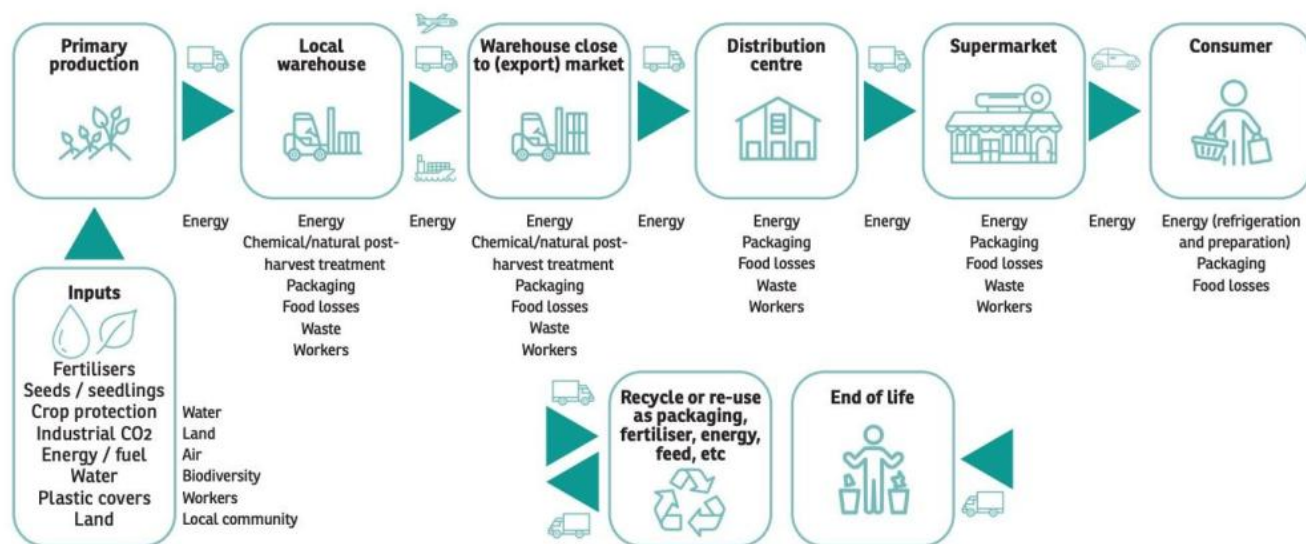 Primary
production
Local
warehouse
Warehouse close
to (export) market
Distribution
centre
Supermarket
Consumer
Energy
Energy
Chemical/natural post-
harvest treatment
Packaging
Food losses
Waste
Workers
Energy
Energy
Chemical/natural post-
harvest treatment
Packaging
Food losses
Waste
Workers
Energy
Energy
Packaging
Food losses
Waste
Workers
Energy
Energy
Packaging
Food losses
Waste
Workers
Energy
Energy (refrigeration
and preparation)
Packaging
Food losses
Inputs
Fertilisers
Seeds / seedlings
Crop protection
Industrial CO2
Energy / fuel
Water
Plastic covers
Land
Water
Land
Air
Biodiversity
Workers
Local community
Recycle or re-use
as packaging,
fertiliser, energy,
feed, etc
End of life